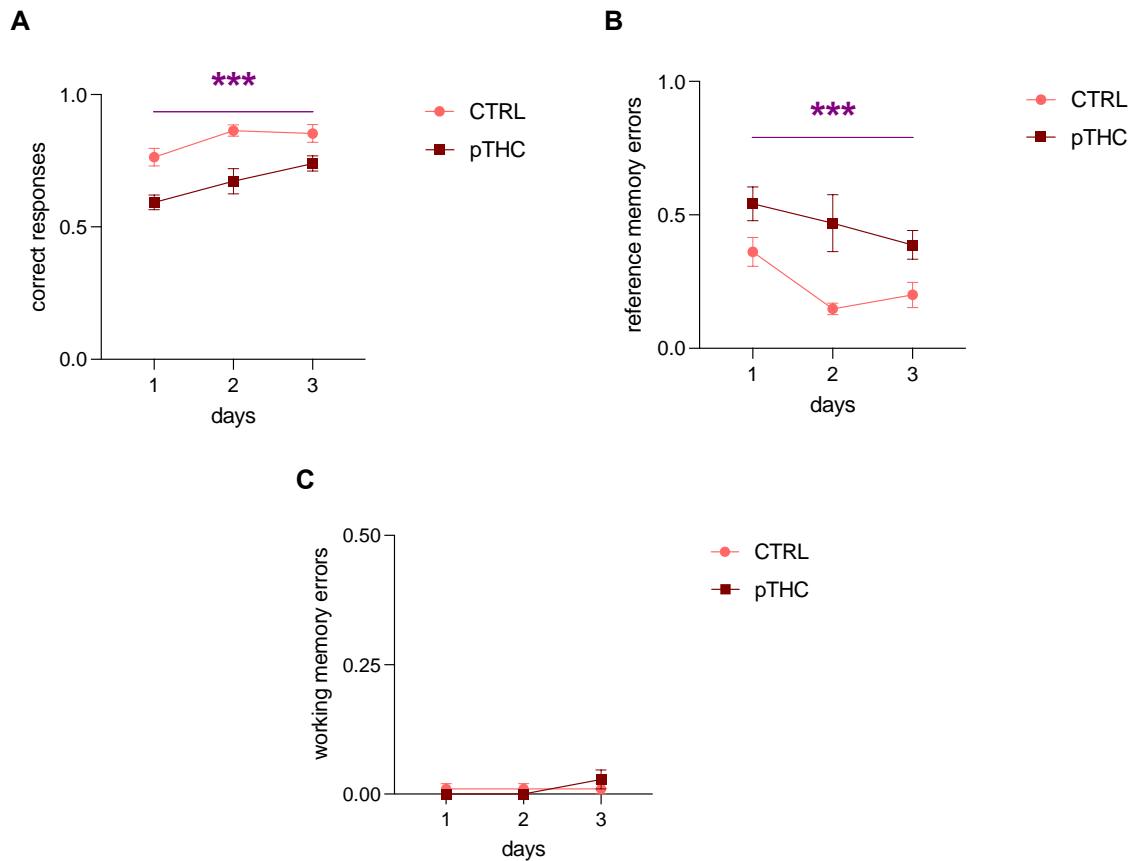 A
***
1.0
0.5
0.0
correct responses
1
2
3
days
CTRL
pTHC
B
***
1.0
0.5
0.0
reference memory errors
1
2
3
days
CTRL
pTHC
C
0.50
0.25
0.00
working memory errors
1
2
3
days
CTRL
pTHC